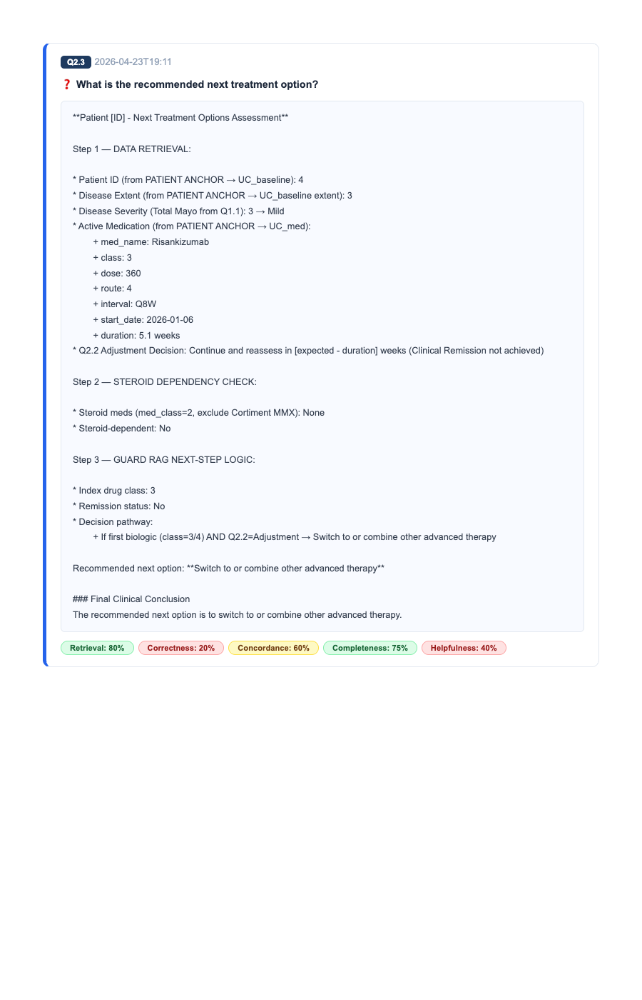 Q2.3 2026-04-23T19:11
❓ What is the recommended next treatment option?
**Patient [ID] - Next Treatment Options Assessment**
Step 1 — DATA RETRIEVAL:
* Patient ID (from PATIENT ANCHOR → UC_baseline): 4
* Disease Extent (from PATIENT ANCHOR → UC_baseline extent): 3
* Disease Severity (Total Mayo from Q1.1): 3 → Mild
* Active Medication (from PATIENT ANCHOR → UC_med):
+ med_name: Risankizumab
+ class: 3
+ dose: 360
+ route: 4
+ interval: Q8W
+ start_date: 2026-01-06
+ duration: 5.1 weeks
* Q2.2 Adjustment Decision: Continue and reassess in [expected - duration] weeks (Clinical Remission not achieved)
Step 2 — STEROID DEPENDENCY CHECK:
* Steroid meds (med_class=2, exclude Cortiment MMX): None
* Steroid-dependent: No
Step 3 — GUARD RAG NEXT-STEP LOGIC:
* Index drug class: 3
* Remission status: No
* Decision pathway:
+ If first biologic (class=3/4) AND Q2.2=Adjustment → Switch to or combine other advanced therapy
Recommended next option: **Switch to or combine other advanced therapy**
### Final Clinical Conclusion
The recommended next option is to switch to or combine other advanced therapy.
Retrieval: 80% Correctness: 20% Concordance: 60% Completeness: 75% Helpfulness: 40%